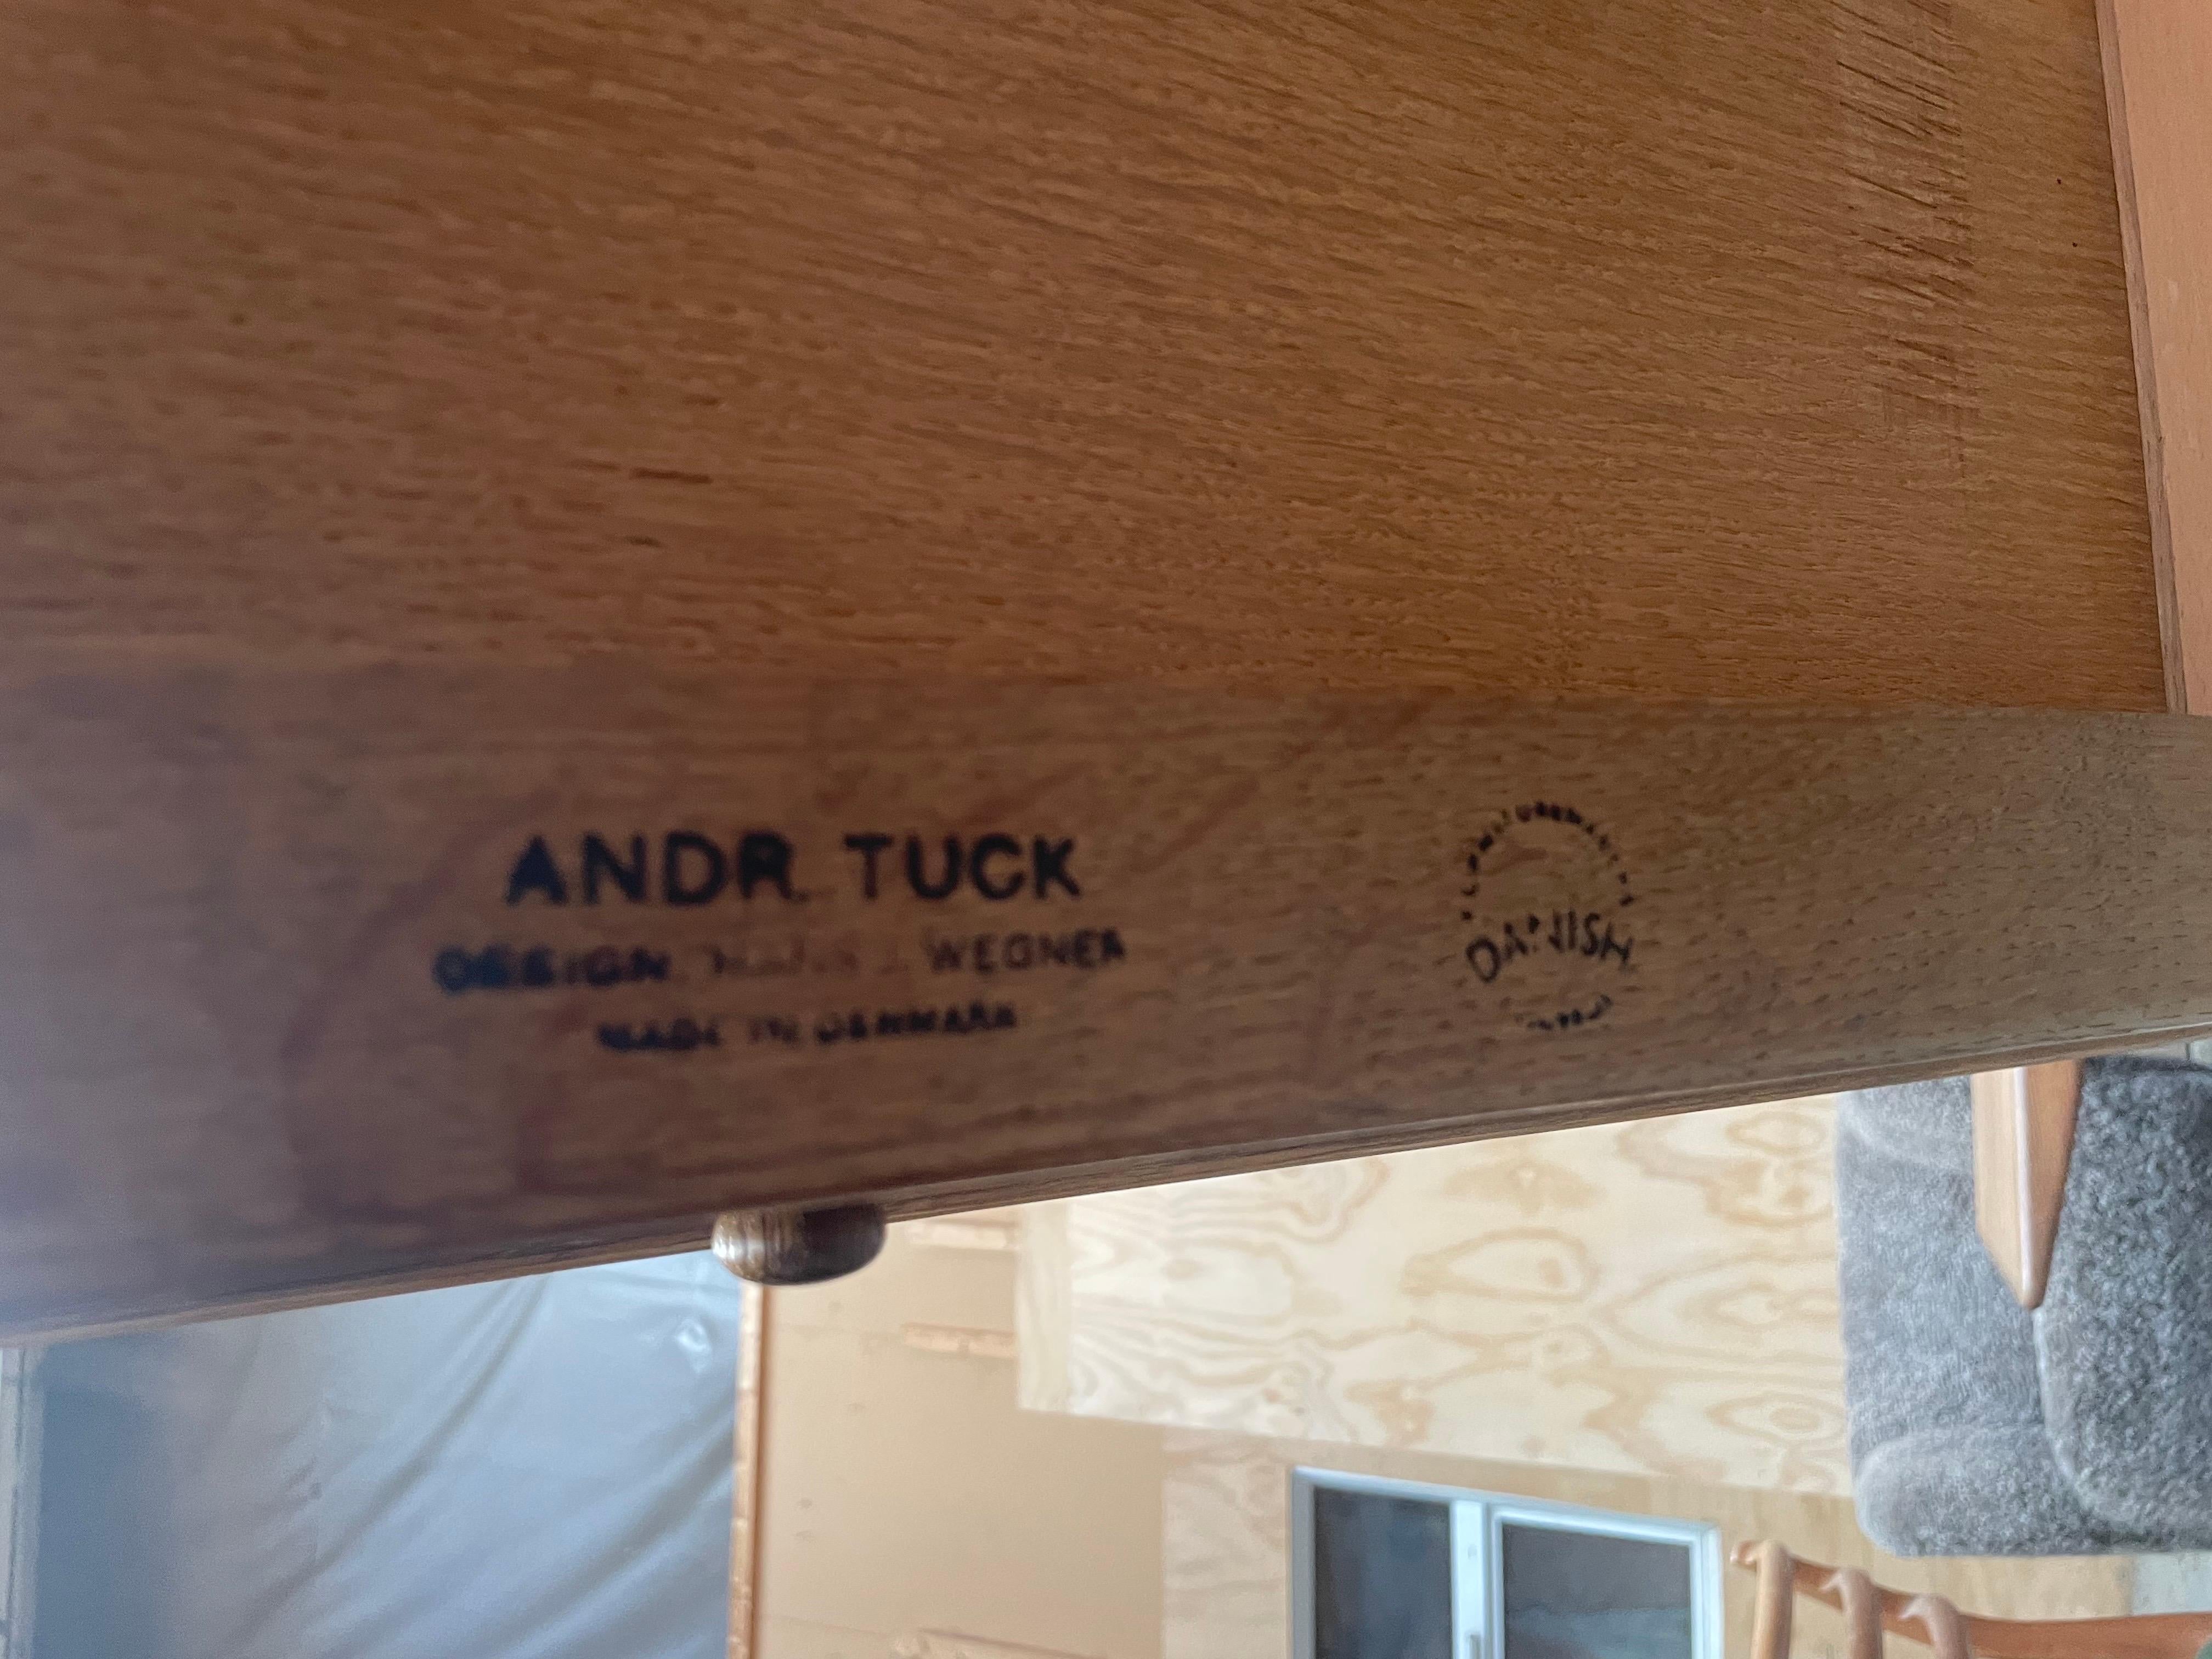 ANDR. TUCK
DESIGN WEGNER
MADE IN DENMARK
DANISH